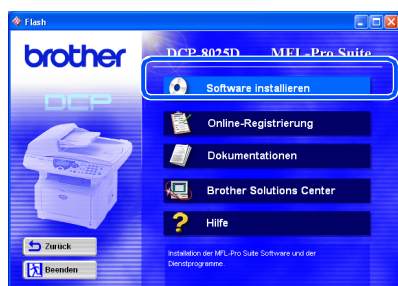 Flash
brother
DCP 8025D MFL-Pro Suite
DCP
Software installieren
Online-Registrierung
Dokumentationen
Brother Solutions Center
Hilfe
Zurück
Beenden
Installation der MFL-Pro Suite Software und der
Dienstprogramme.